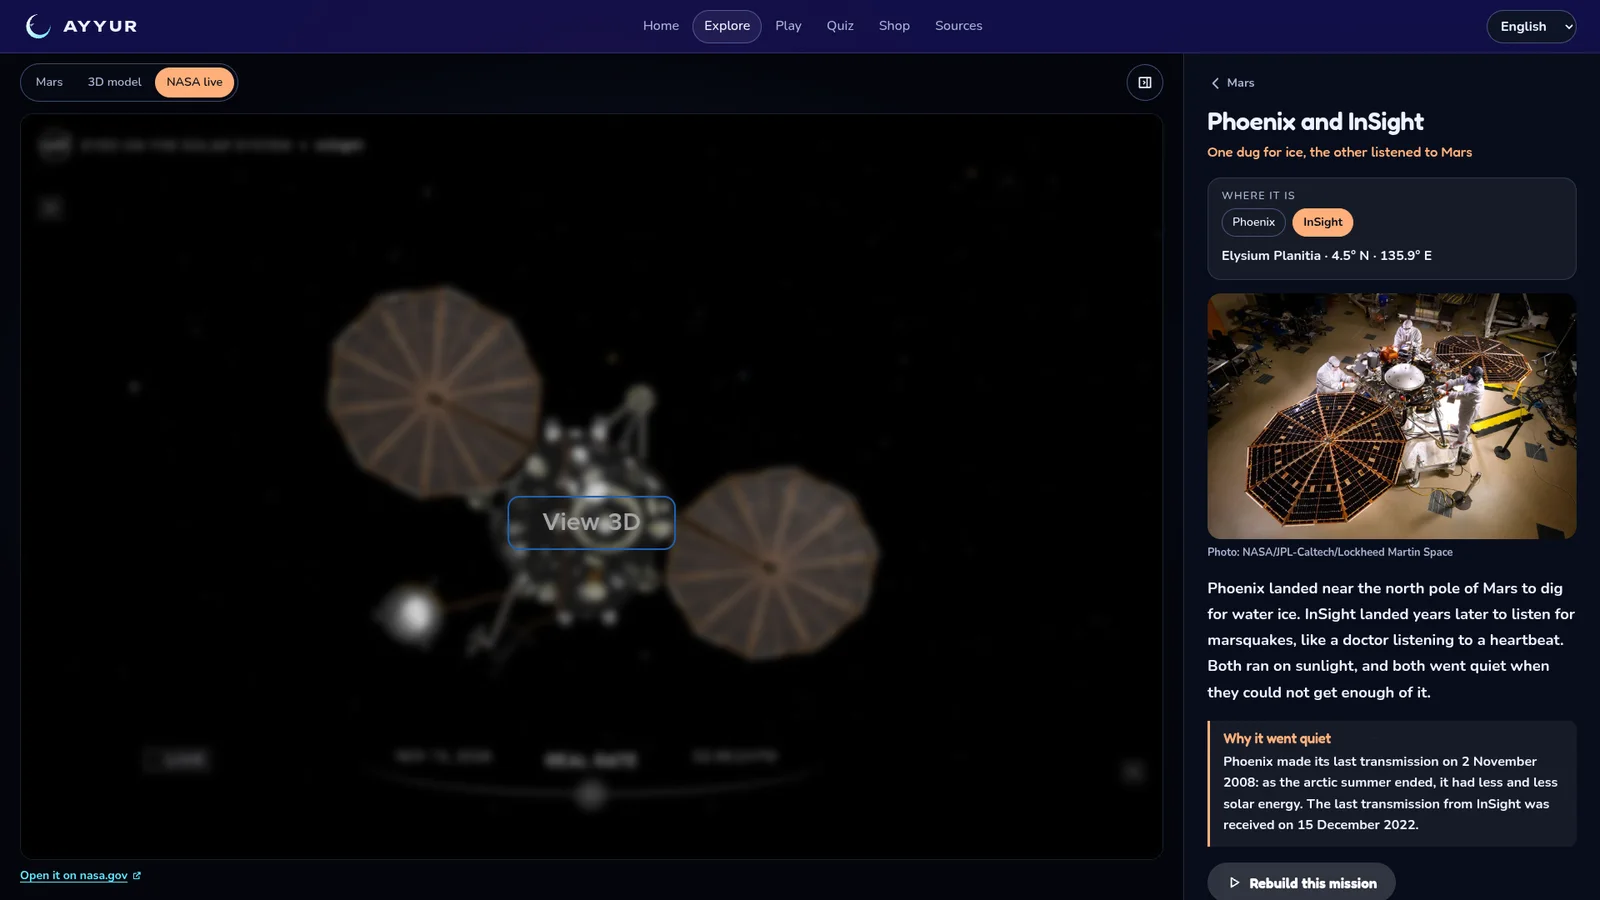 AYYUR
Home
Explore
Play
Quiz
Shop
Sources
English
Mars
3D model
NASA live
View 3D
Open it on nasa.gov
Mars
Phoenix and InSight
One dug for ice, the other listened to Mars
WHERE IT IS
Phoenix
InSight
Elysium Planitia · 4.5° N · 135.9° E
Photo: NASA/JPL-Caltech/Lockheed Martin Space
Phoenix landed near the north pole of Mars to dig
for water ice. InSight landed years later to listen for
marsquakes, like a doctor listening to a heartbeat.
Both ran on sunlight, and both went quiet when
they could not get enough of it.
Why it went quiet
Phoenix made its last transmission on 2 November
2008: as the arctic summer ended, it had less and less
solar energy. The last transmission from InSight was
received on 15 December 2022.
Rebuild this mission